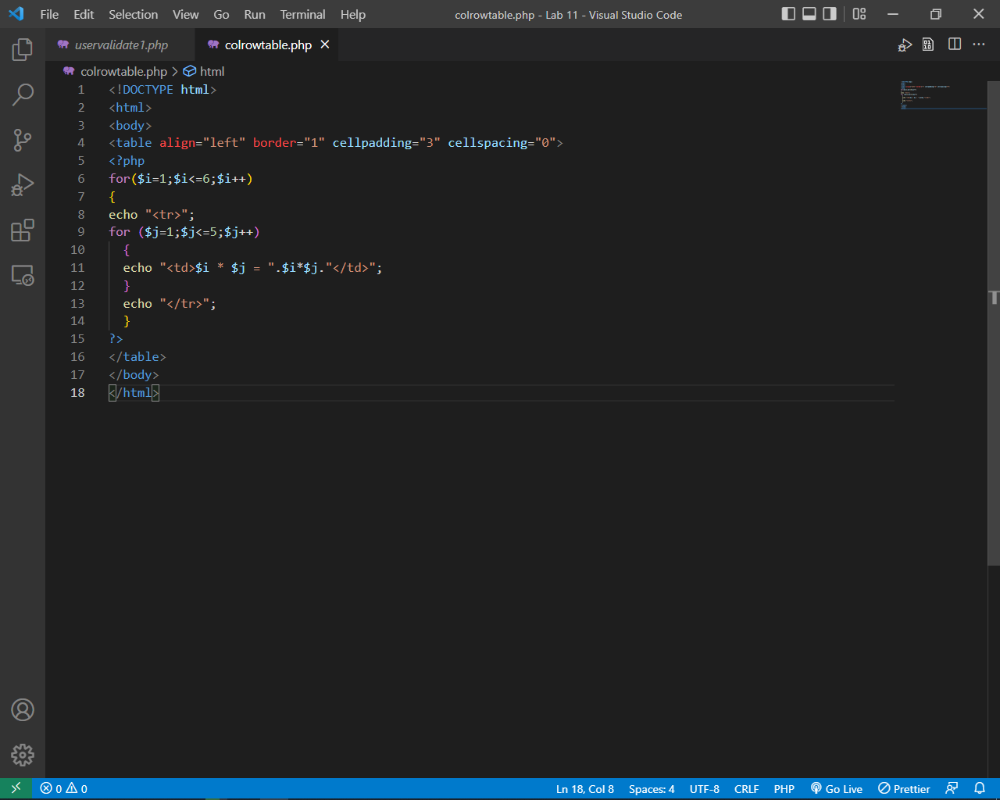 File Edit Selection View Go Run Terminal Help colrowtable.php - Lab 11 - Visual Studio Code
uservalidate1.php colrowtable.php
colrowtable.php > html
1 <!DOCTYPE html>
2 <html>
3 <body>
4 <table align="left" border="1" cellpadding="3" cellspacing="0">
5 <?php
6 for($i=1;$i<=6;$i++)
7 {
8 echo "<tr>";
9 for ($j=1;$j<=5;$j++)
10   {
11   echo "<td>$i * $j = ".$i*$j."</td>";
12   }
13   echo "</tr>";
14   }
15 ?>
16 </table>
17 </body>
18 </html>
0 0 Ln 18, Col 8 Spaces: 4 UTF-8 CRLF PHP Go Live Prettier